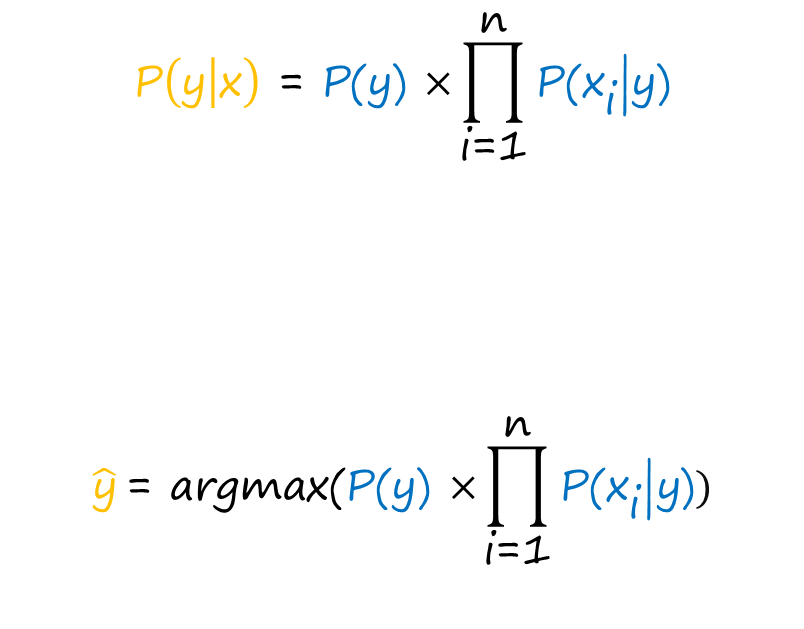 n
P(y|x) = P(y) × ∏ P(xᵢ|y)
i=1
n
ŷ = argmax(P(y) × ∏ P(xᵢ|y))
i=1